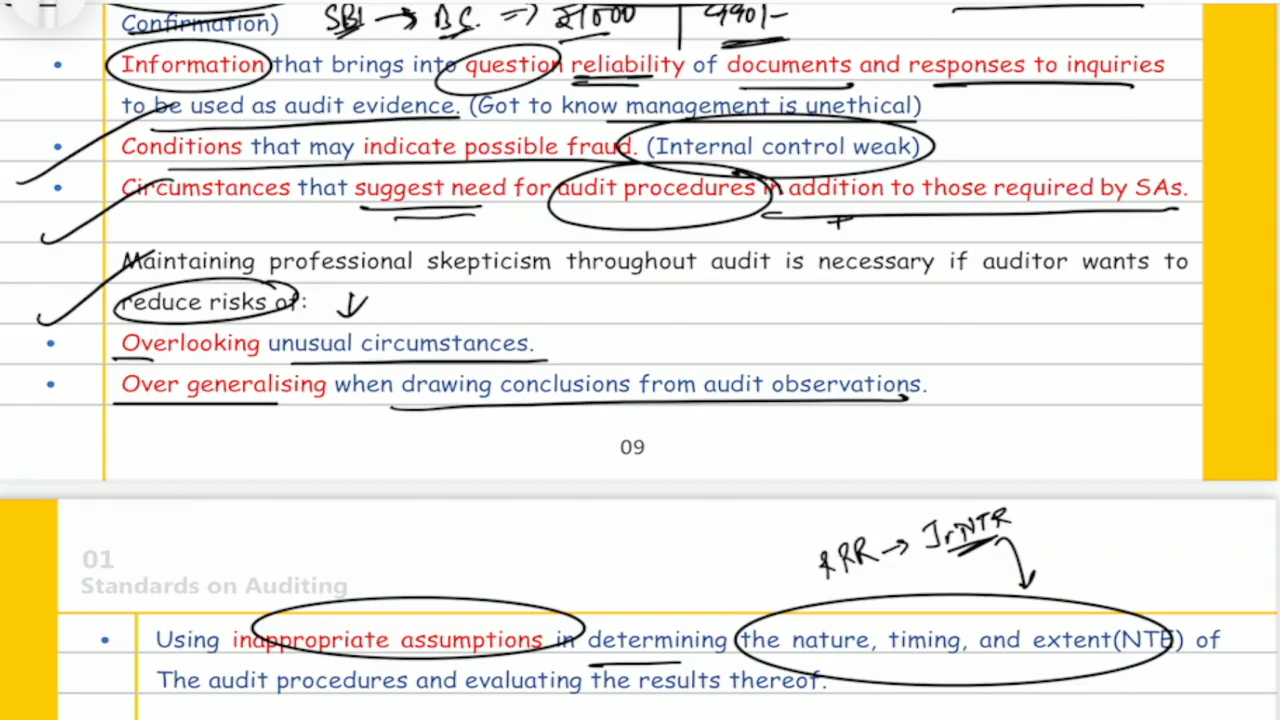 SBI → B.S. ⇒ ₹1000 | 990/-
Confirmation)
• Information that brings into question reliability of documents and responses to inquiries
to be used as audit evidence. (Got to know management is unethical)
• Conditions that may indicate possible fraud. (Internal control weak)
• Circumstances that suggest need for audit procedures in addition to those required by SAs.
Maintaining professional skepticism throughout audit is necessary if auditor wants to
reduce risks of:
• Overlooking unusual circumstances.
• Over generalising when drawing conclusions from audit observations.
09
RRR → Jr NTR
01
Standards on Auditing
• Using inappropriate assumptions in determining the nature, timing, and extent(NTE) of
The audit procedures and evaluating the results thereof.